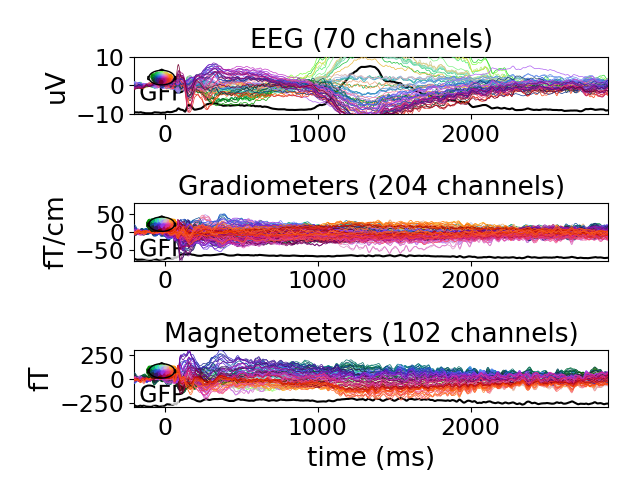 EEG (70 channels)
10
0
−10
uV
GFP
0
1000
2000
Gradiometers (204 channels)
50
0
−50
fT/cm
GFP
0
1000
2000
Magnetometers (102 channels)
250
0
−250
fT
GFP
0
1000
2000
time (ms)